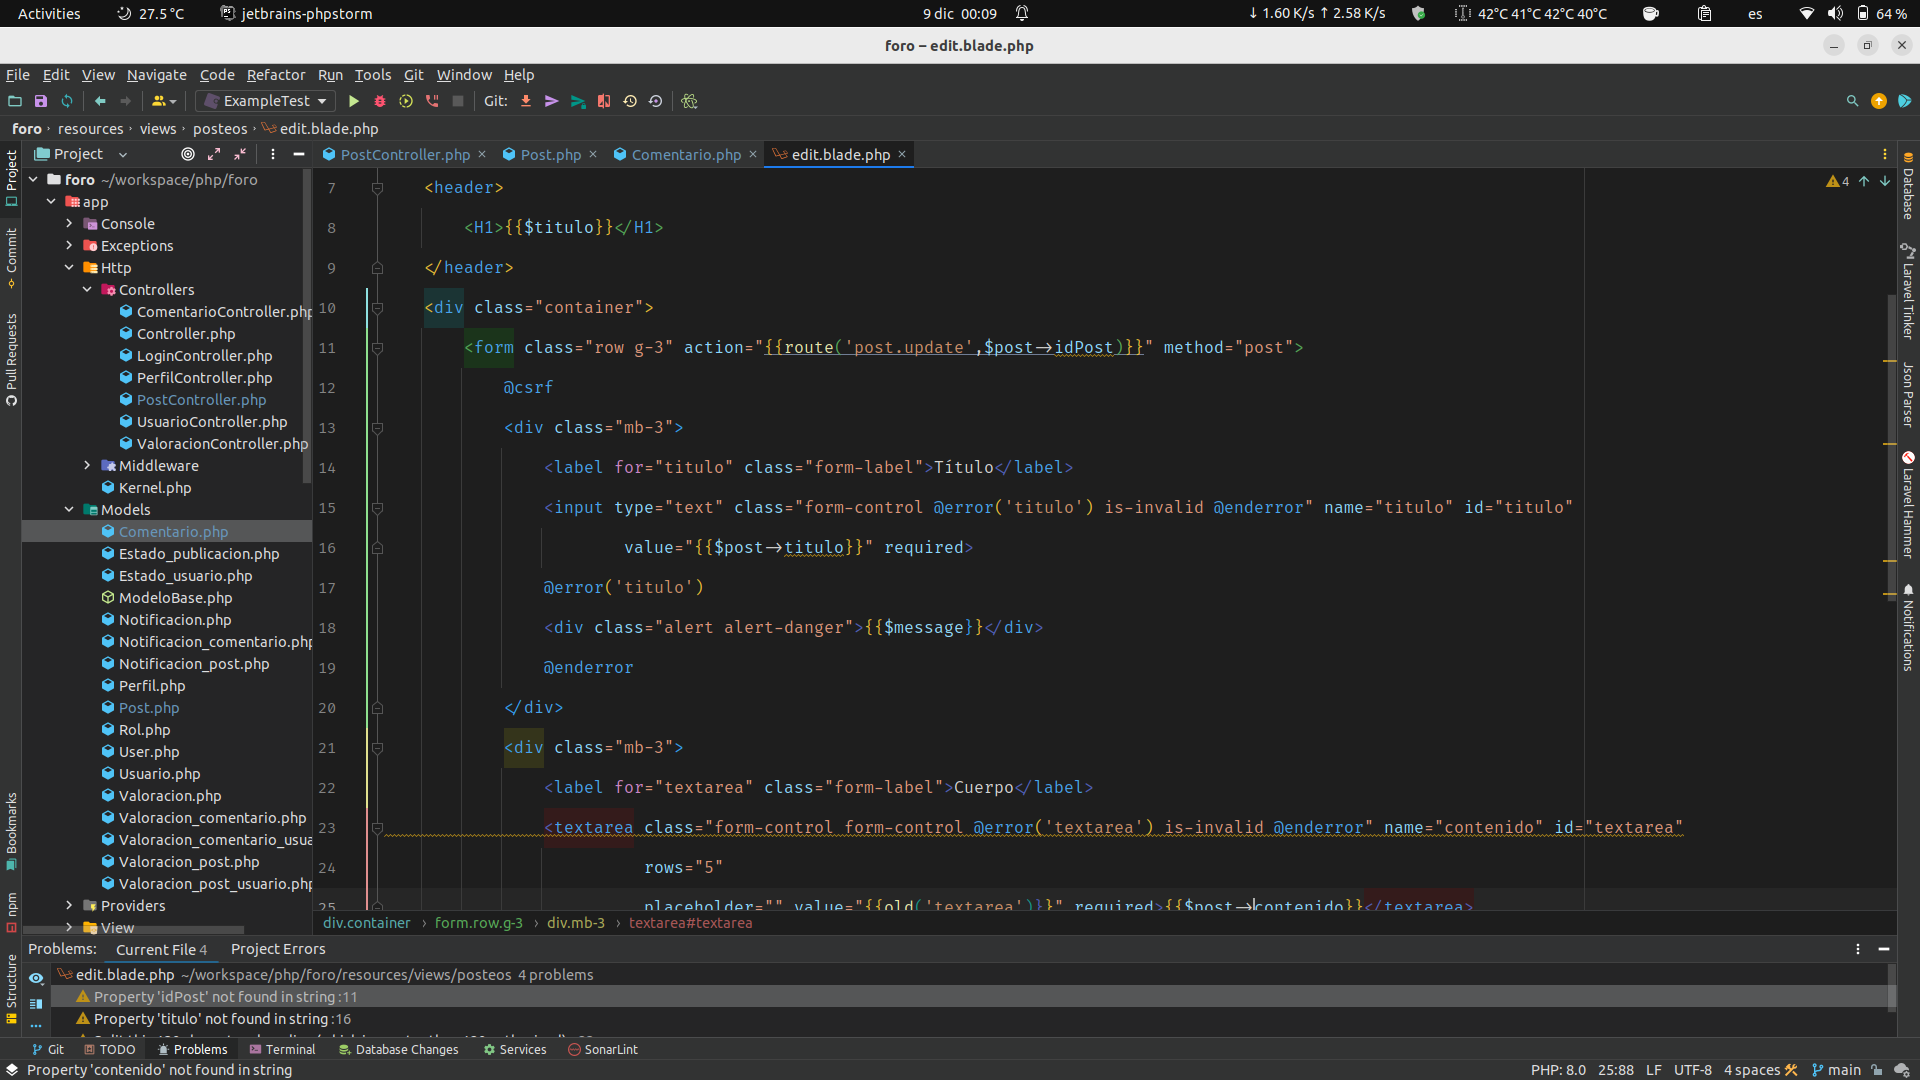 Activities
27.5 °C
jetbrains-phpstorm
9 dic 00:09
↓ 1.60 K/s ↑ 2.58 K/s
42°C 41°C 42°C 40°C
es
64 %
foro – edit.blade.php
File Edit View Navigate Code Refactor Run Tools Git Window Help
ExampleTest
Git:
foro › resources › views › posteos › edit.blade.php
Project
PostController.php
Post.php
Comentario.php
edit.blade.php
Project
Commit
Pull Requests
Bookmarks
npm
Structure
foro ~/workspace/php/foro
app
Console
Exceptions
Http
Controllers
ComentarioController.php
Controller.php
LoginController.php
PerfilController.php
PostController.php
UsuarioController.php
ValoracionController.php
Middleware
Kernel.php
Models
Comentario.php
Estado_publicacion.php
Estado_usuario.php
ModeloBase.php
Notificacion.php
Notificacion_comentario.php
Notificacion_post.php
Perfil.php
Post.php
Rol.php
User.php
Usuario.php
Valoracion.php
Valoracion_comentario.php
Valoracion_comentario_usua
Valoracion_post.php
Valoracion_post_usuario.php
Providers
View
4
7 <header>
8 <H1>{{$titulo}}</H1>
9 </header>
10 <div class="container">
11 <form class="row g-3" action="{{route('post.update',$post->idPost)}}" method="post">
12 @csrf
13 <div class="mb-3">
14 <label for="titulo" class="form-label">Título</label>
15 <input type="text" class="form-control @error('titulo') is-invalid @enderror" name="titulo" id="titulo"
16 value="{{$post->titulo}}" required>
17 @error('titulo')
18 <div class="alert alert-danger">{{$message}}</div>
19 @enderror
20 </div>
21 <div class="mb-3">
22 <label for="textarea" class="form-label">Cuerpo</label>
23 <textarea class="form-control form-control @error('textarea') is-invalid @enderror" name="contenido" id="textarea"
24 rows="5"
25 placeholder="" value="{{old('textarea')}}" required>{{$post->contenido}}</textarea>
div.container › form.row.g-3 › div.mb-3 › textarea#textarea
Database
Laravel Tinker
Json Parser
Laravel Hammer
Notifications
Problems: Current File 4 Project Errors
edit.blade.php ~/workspace/php/foro/resources/views/posteos 4 problems
Property 'idPost' not found in string :11
Property 'titulo' not found in string :16
Git TODO Problems Terminal Database Changes Services SonarLint
Property 'contenido' not found in string
PHP: 8.0 25:88 LF UTF-8 4 spaces main